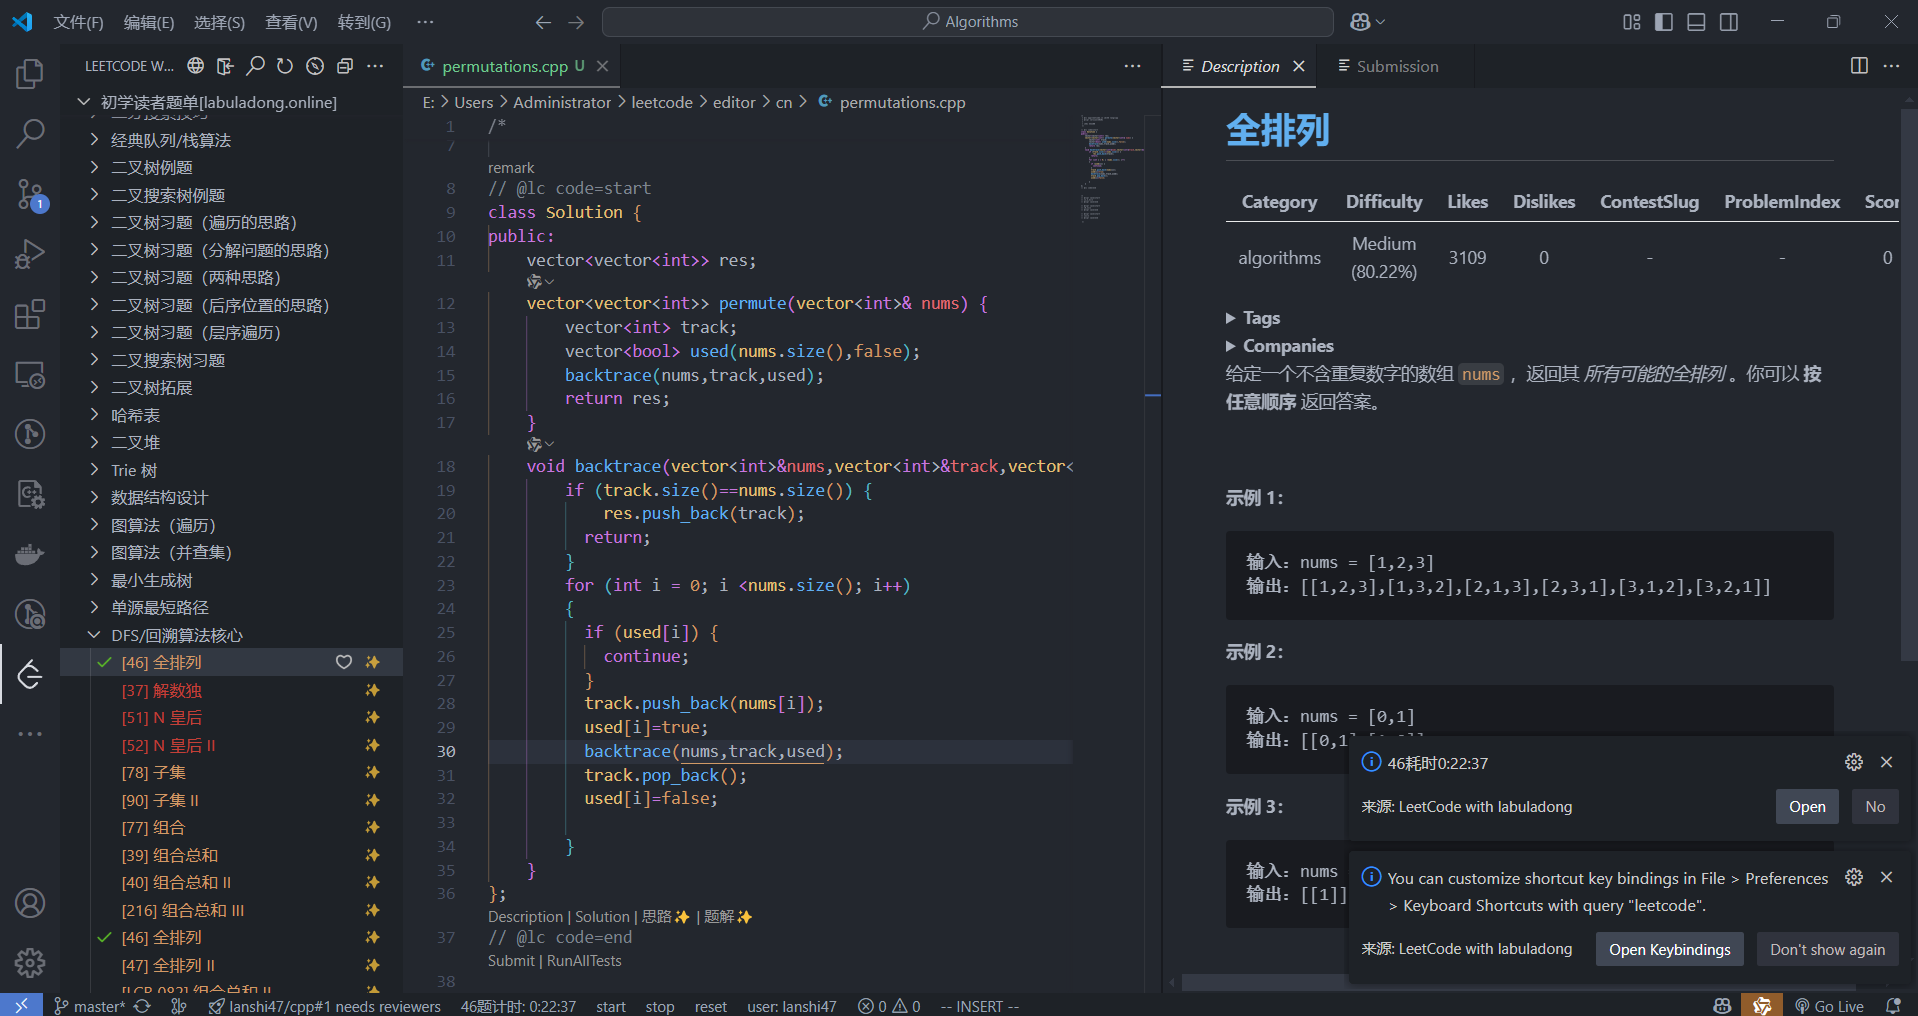 文件(F) 编辑(E) 选择(S) 查看(V) 转到(G) ··· Algorithms
LEETCODE W... ···
初学读者题单[labuladong.online]
经典队列/栈算法
二叉树例题
二叉搜索树例题
二叉树习题（遍历的思路）
二叉树习题（分解问题的思路）
二叉树习题（两种思路）
二叉树习题（后序位置的思路）
二叉树习题（层序遍历）
二叉搜索树习题
二叉树拓展
哈希表
二叉堆
Trie 树
数据结构设计
图算法（遍历）
图算法（并查集）
最小生成树
单源最短路径
DFS/回溯算法核心
[46] 全排列
[37] 解数独
[51] N 皇后
[52] N 皇后 II
[78] 子集
[90] 子集 II
[77] 组合
[39] 组合总和
[40] 组合总和 II
[216] 组合总和 III
[46] 全排列
[47] 全排列 II
1
permutations.cpp U
E: > Users > Administrator > leetcode > editor > cn > permutations.cpp
1 /*
7
remark
8 // @lc code=start
9 class Solution {
10 public:
11 vector<vector<int>> res;
12 vector<vector<int>> permute(vector<int>& nums) {
13 vector<int> track;
14 vector<bool> used(nums.size(),false);
15 backtrace(nums,track,used);
16 return res;
17 }
18 void backtrace(vector<int>&nums,vector<int>&track,vector<
19 if (track.size()==nums.size()) {
20 res.push_back(track);
21 return;
22 }
23 for (int i = 0; i <nums.size(); i++)
24 {
25 if (used[i]) {
26 continue;
27 }
28 track.push_back(nums[i]);
29 used[i]=true;
30 backtrace(nums,track,used);
31 track.pop_back();
32 used[i]=false;
33
34 }
35 }
36 };
Description | Solution | 思路✨ | 题解✨
37 // @lc code=end
Submit | RunAllTests
38
Description Submission
全排列
Category Difficulty Likes Dislikes ContestSlug ProblemIndex Scor
algorithms Medium (80.22%) 3109 0 - - 0
▶ Tags
▶ Companies
给定一个不含重复数字的数组 nums ，返回其 所有可能的全排列 。你可以 按
任意顺序 返回答案。
示例 1：
输入：nums = [1,2,3]
输出：[[1,2,3],[1,3,2],[2,1,3],[2,3,1],[3,1,2],[3,2,1]]
示例 2：
输入：nums = [0,1]
输出：[[0,1]
示例 3：
输入：nums
输出：[[1]]
46耗时0:22:37
来源: LeetCode with labuladong Open No
You can customize shortcut key bindings in File > Preferences
> Keyboard Shortcuts with query "leetcode".
来源: LeetCode with labuladong Open Keybindings Don't show again
master* lanshi47/cpp#1 needs reviewers 46题计时: 0:22:37 start stop reset user: lanshi47 0 0 -- INSERT -- Go Live